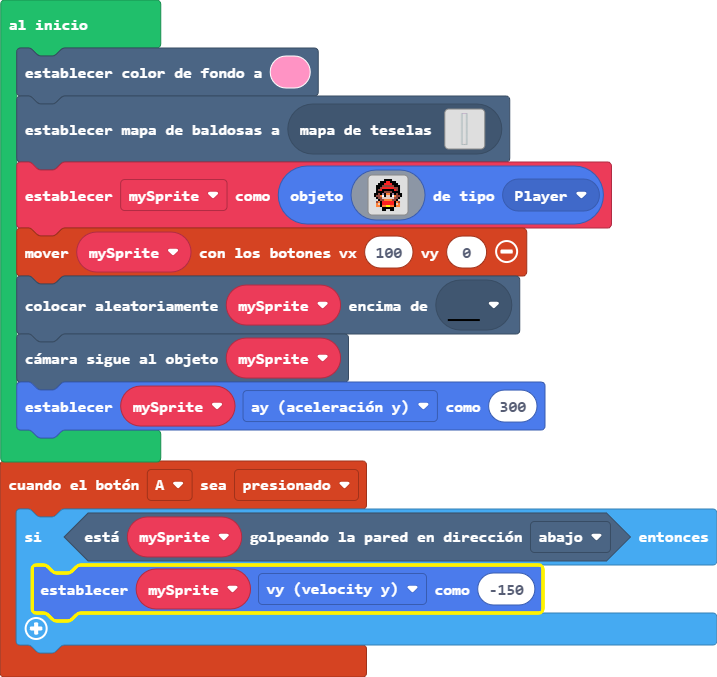 al inicio
establecer color de fondo a
establecer mapa de baldosas a mapa de teselas
establecer mySprite como objeto de tipo Player
mover mySprite con los botones vx 100 vy 0
colocar aleatoriamente mySprite encima de
cámara sigue al objeto mySprite
establecer mySprite ay (aceleración y) como 300
cuando el botón A sea presionado
si está mySprite golpeando la pared en dirección abajo entonces
establecer mySprite vy (velocity y) como -150